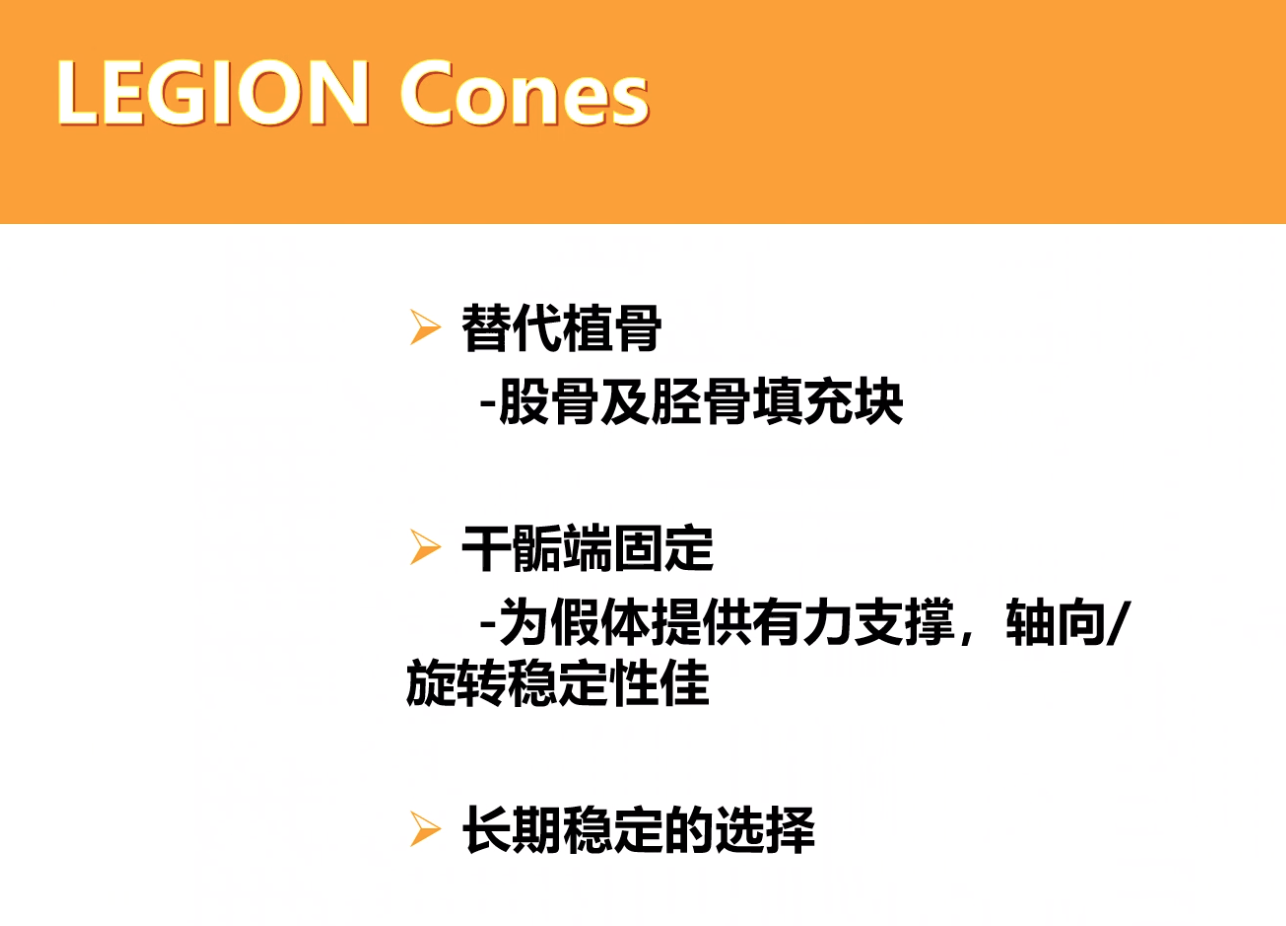 LEGION Cones
替代植骨
-股骨及胫骨填充块
干骺端固定
-为假体提供有力支撑，轴向/
旋转稳定性佳
长期稳定的选择